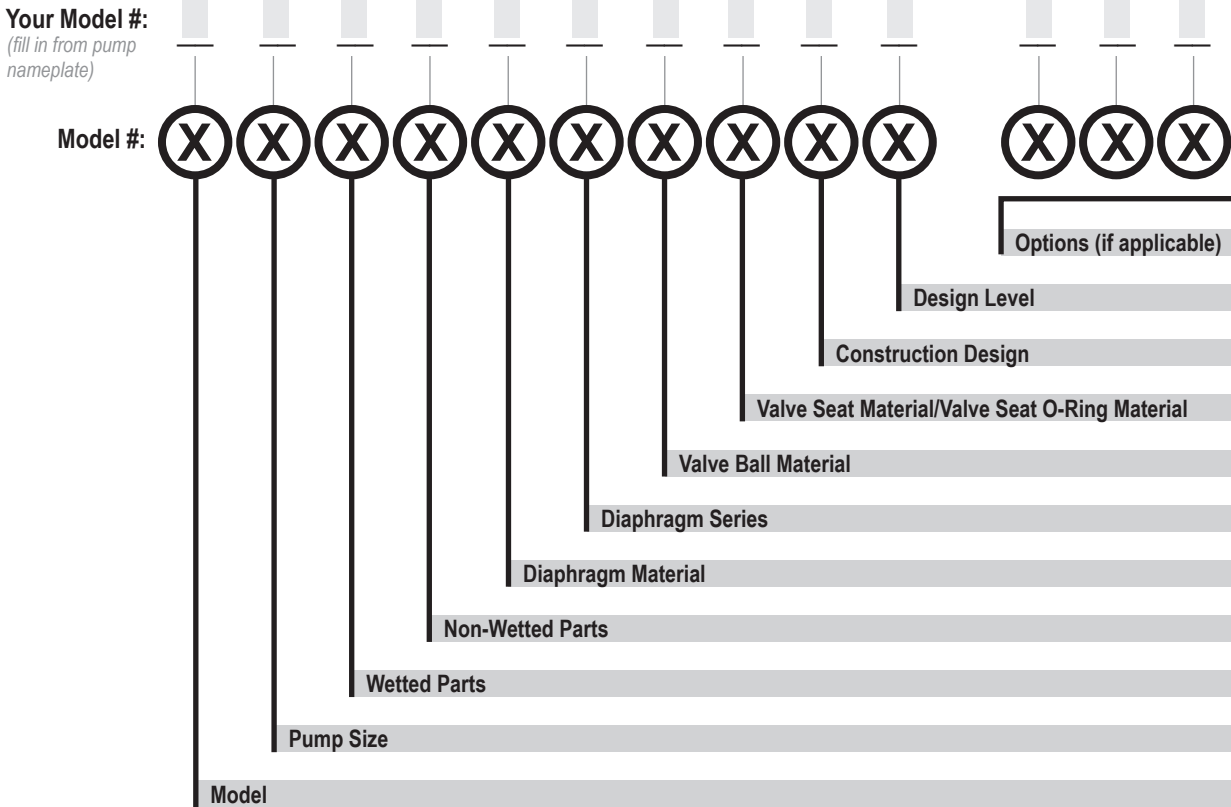 Your Model #:
(fill in from pump
nameplate)
Model #: X X X X X X X X X X X X X
Options (if applicable)
Design Level
Construction Design
Valve Seat Material/Valve Seat O-Ring Material
Valve Ball Material
Diaphragm Series
Diaphragm Material
Non-Wetted Parts
Wetted Parts
Pump Size
Model